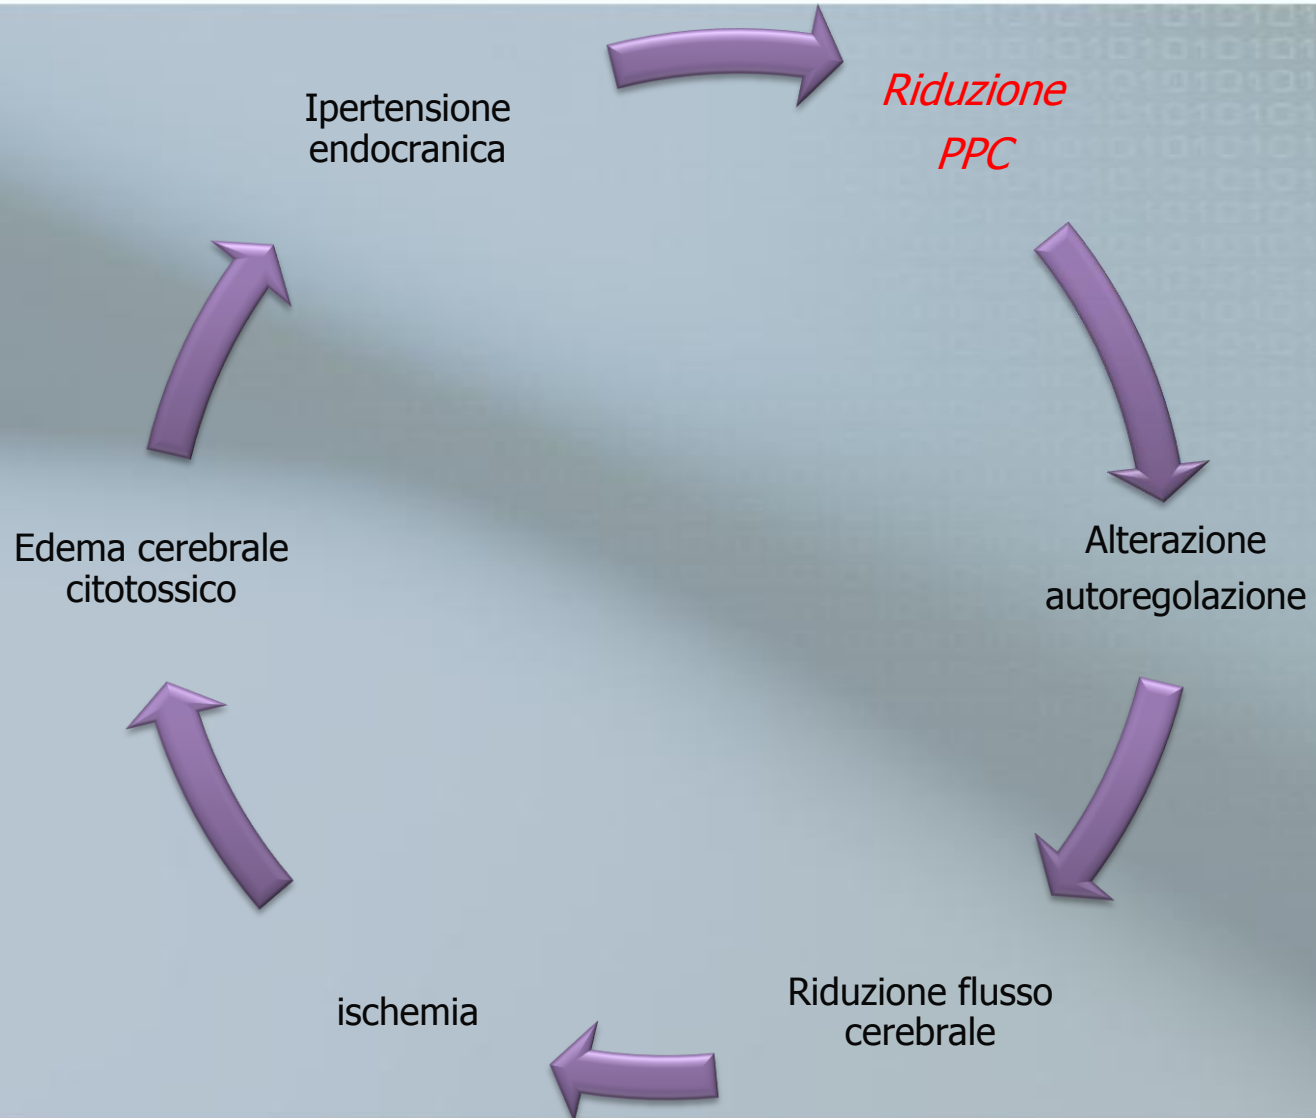 Ipertensione
endocranica
Riduzione
PPC
Alterazione
autoregolazione
Riduzione flusso
cerebrale
ischemia
Edema cerebrale
citotossico